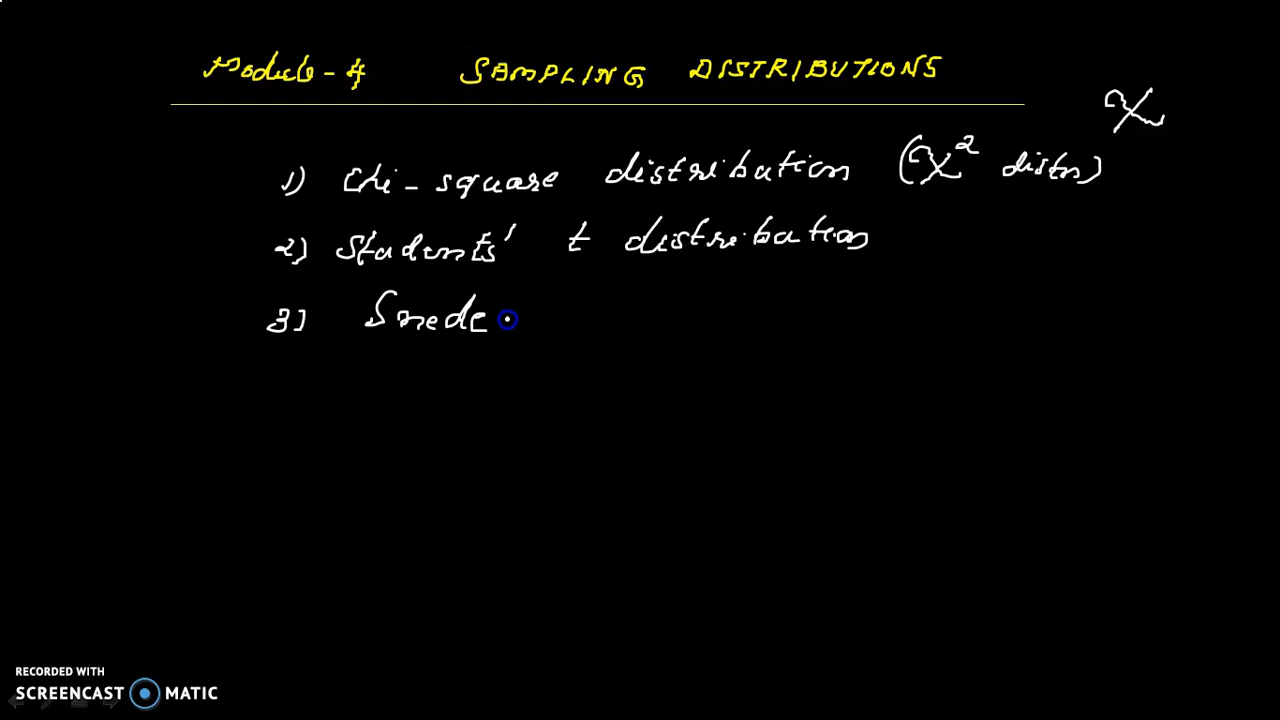 Module - 4 SAMPLING DISTRIBUTIONS
χ
1) Chi - square distribution (χ² distn)
2) Students' t distribution
3) Snede
RECORDED WITH
SCREENCAST MATIC